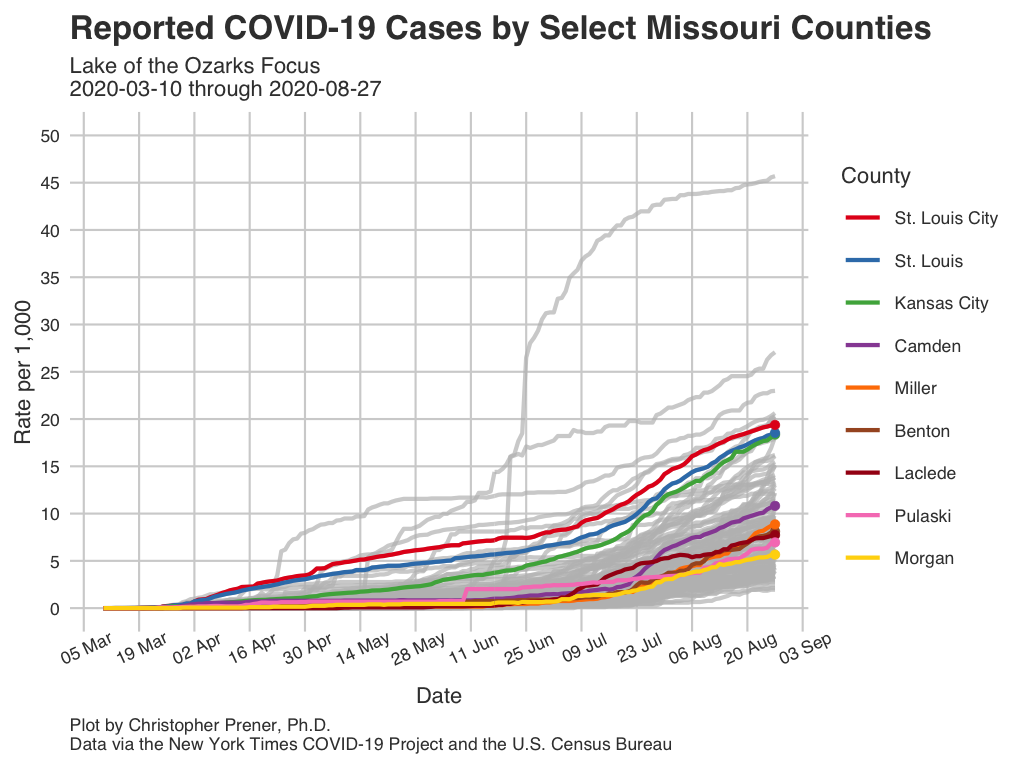 Reported COVID-19 Cases by Select Missouri Counties
Lake of the Ozarks Focus
2020-03-10 through 2020-08-27
50
45
40
35
30
25
20
15
10
5
0
Rate per 1,000
05 Mar
19 Mar
02 Apr
16 Apr
30 Apr
14 May
28 May
11 Jun
25 Jun
09 Jul
23 Jul
06 Aug
20 Aug
03 Sep
Date
County
St. Louis City
St. Louis
Kansas City
Camden
Miller
Benton
Laclede
Pulaski
Morgan
Plot by Christopher Prener, Ph.D.
Data via the New York Times COVID-19 Project and the U.S. Census Bureau